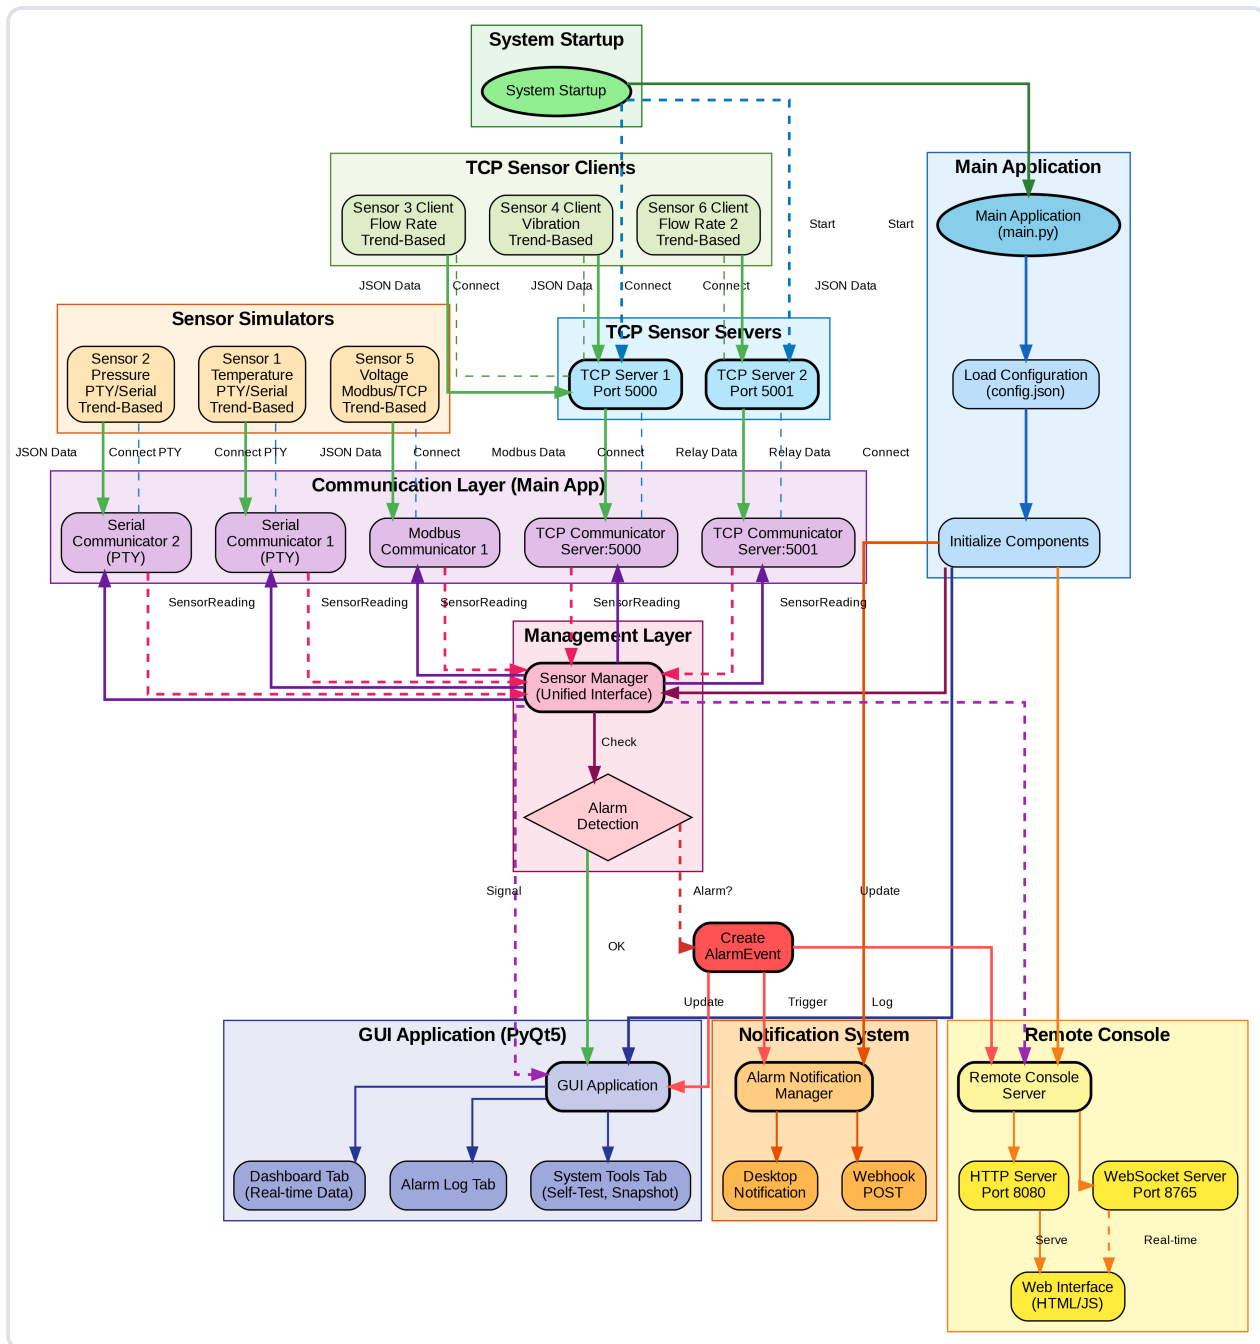 System Startup
System Startup
TCP Sensor Clients
Main Application
Sensor 3 Client
Flow Rate
Trend-Based
Sensor 4 Client
Vibration
Trend-Based
Sensor 6 Client
Flow Rate 2
Trend-Based
Start
Start
Main Application
(main.py)
JSON Data
Connect
JSON Data
Connect
Connect
JSON Data
Sensor Simulators
TCP Sensor Servers
Sensor 2
Pressure
PTY/Serial
Trend-Based
Sensor 1
Temperature
PTY/Serial
Trend-Based
Sensor 5
Voltage
Modbus/TCP
Trend-Based
TCP Server 1
Port 5000
TCP Server 2
Port 5001
Load Configuration
(config.json)
JSON Data
Connect PTY
Connect PTY
JSON Data
Connect
Modbus Data
Connect
Relay Data
Relay Data
Connect
Communication Layer (Main App)
Serial
Communicator 2
(PTY)
Serial
Communicator 1
(PTY)
Modbus
Communicator 1
TCP Communicator
Server:5000
TCP Communicator
Server:5001
Initialize Components
SensorReading
SensorReading
SensorReading
SensorReading
SensorReading
Management Layer
Sensor Manager
(Unified Interface)
Check
Alarm
Detection
Signal
Alarm?
Update
OK
Create
AlarmEvent
Update
Trigger
Log
GUI Application (PyQt5)
Notification System
Remote Console
GUI Application
Alarm Notification
Manager
Remote Console
Server
Dashboard Tab
(Real-time Data)
Alarm Log Tab
System Tools Tab
(Self-Test, Snapshot)
Desktop
Notification
Webhook
POST
HTTP Server
Port 8080
WebSocket Server
Port 8765
Serve
Real-time
Web Interface
(HTML/JS)